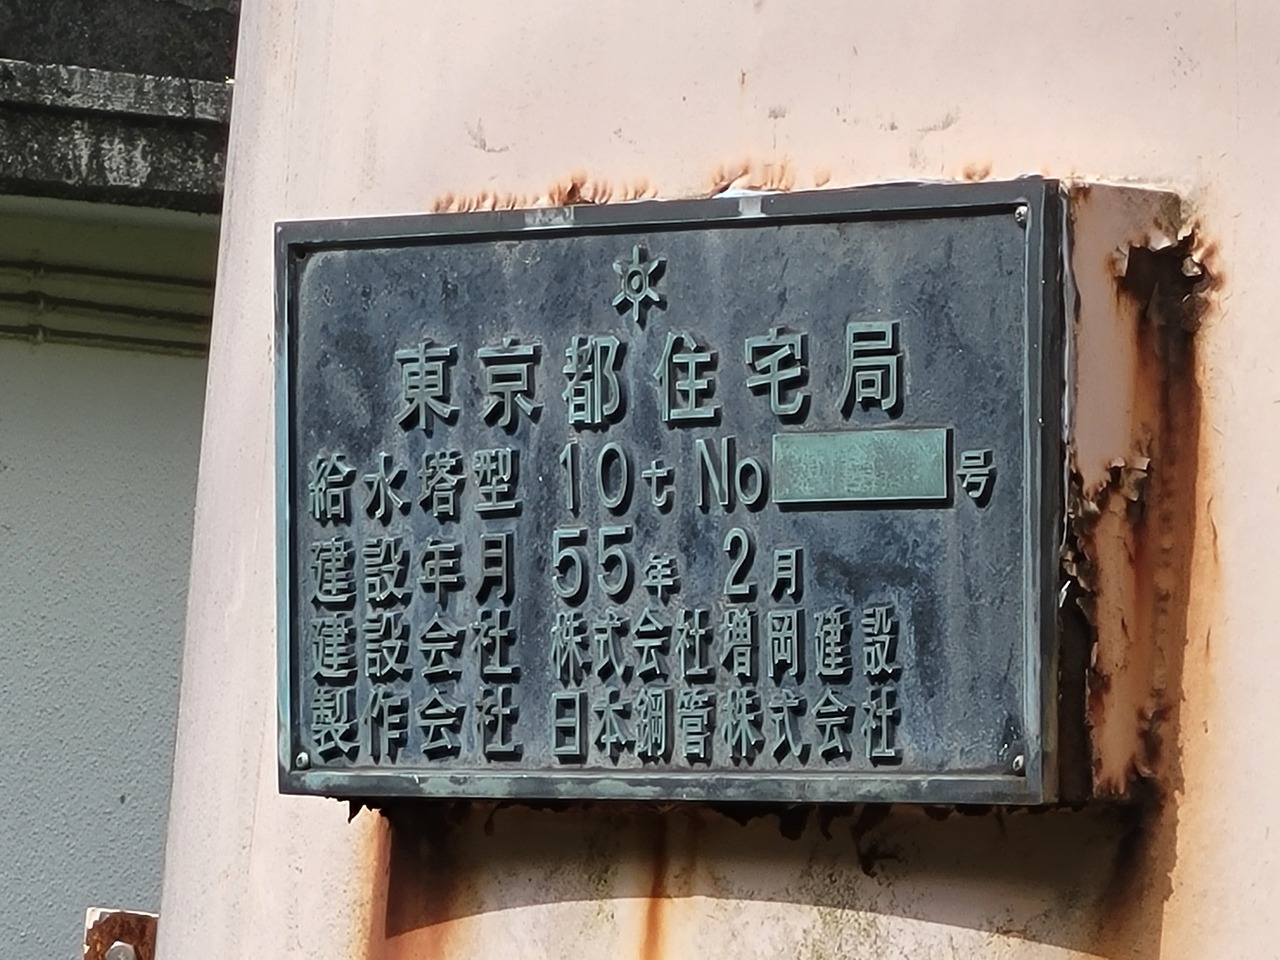 東京都住宅局
給水塔型 10t No 号
建設年月 55年 2月
建設会社 株式会社増岡建設
製作会社 日本鋼管株式会社